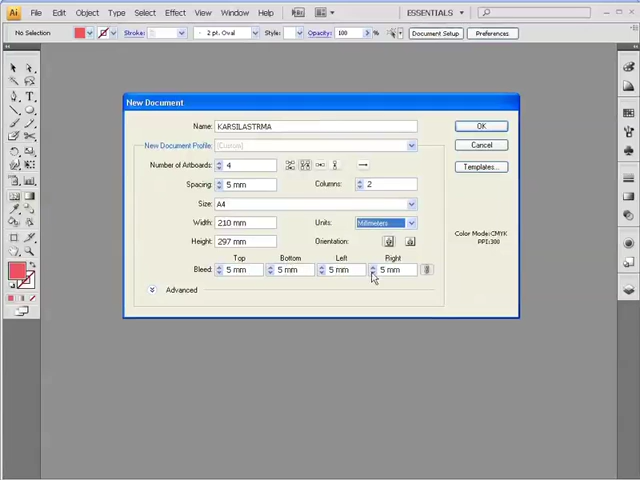 Ai File Edit Object Type Select Effect View Window Help Br ESSENTIALS
No Selection Stroke: 2 pt. Oval Style: Opacity: 100 Document Setup Preferences
New Document
Name: KARSILASTRMA OK
New Document Profile: [Custom] Cancel
Number of Artboards: 4 Templates...
Spacing: 5 mm Columns: 2
Size: A4
Width: 210 mm Units: Millimeters
Color Mode:CMYK
PPI:300
Height: 297 mm Orientation:
Top Bottom Left Right
Bleed: 5 mm 5 mm 5 mm 5 mm
Advanced